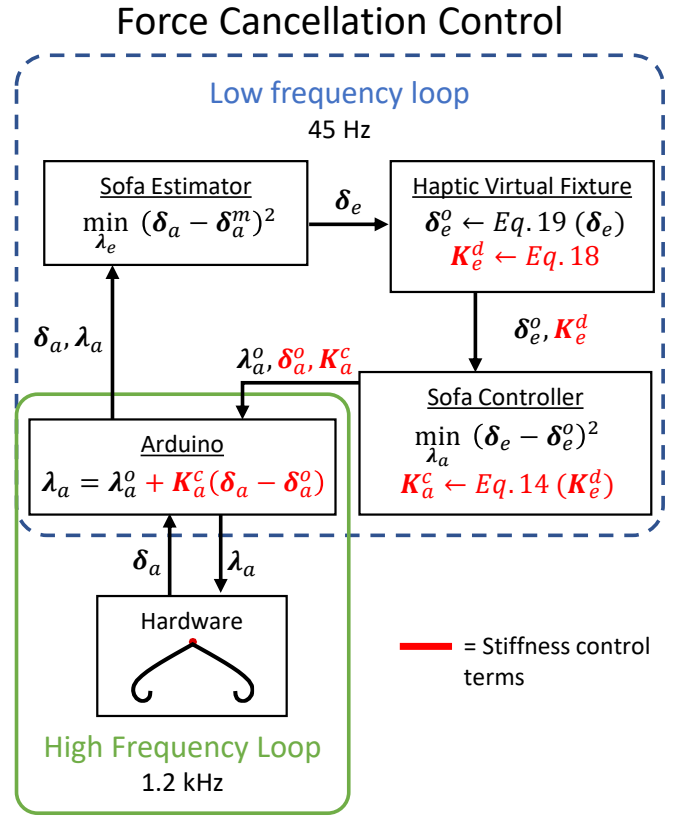 Force Cancellation Control
Low frequency loop
45 Hz
Sofa Estimator
min (δₐ − δₐᵐ)²
λₑ
δₑ
Haptic Virtual Fixture
δₑᵒ ← Eq. 19 (δₑ)
Kₑᵈ ← Eq. 18
δₐ, λₐ
δₑᵒ, Kₑᵈ
λₐᵒ, δₐᵒ, Kₐᶜ
Sofa Controller
min (δₑ − δₑᵒ)²
λₐ
Kₐᶜ ← Eq. 14 (Kₑᵈ)
Arduino
λₐ = λₐᵒ + Kₐᶜ(δₐ − δₐᵒ)
δₐ
λₐ
Hardware
= Stiffness control
terms
High Frequency Loop
1.2 kHz